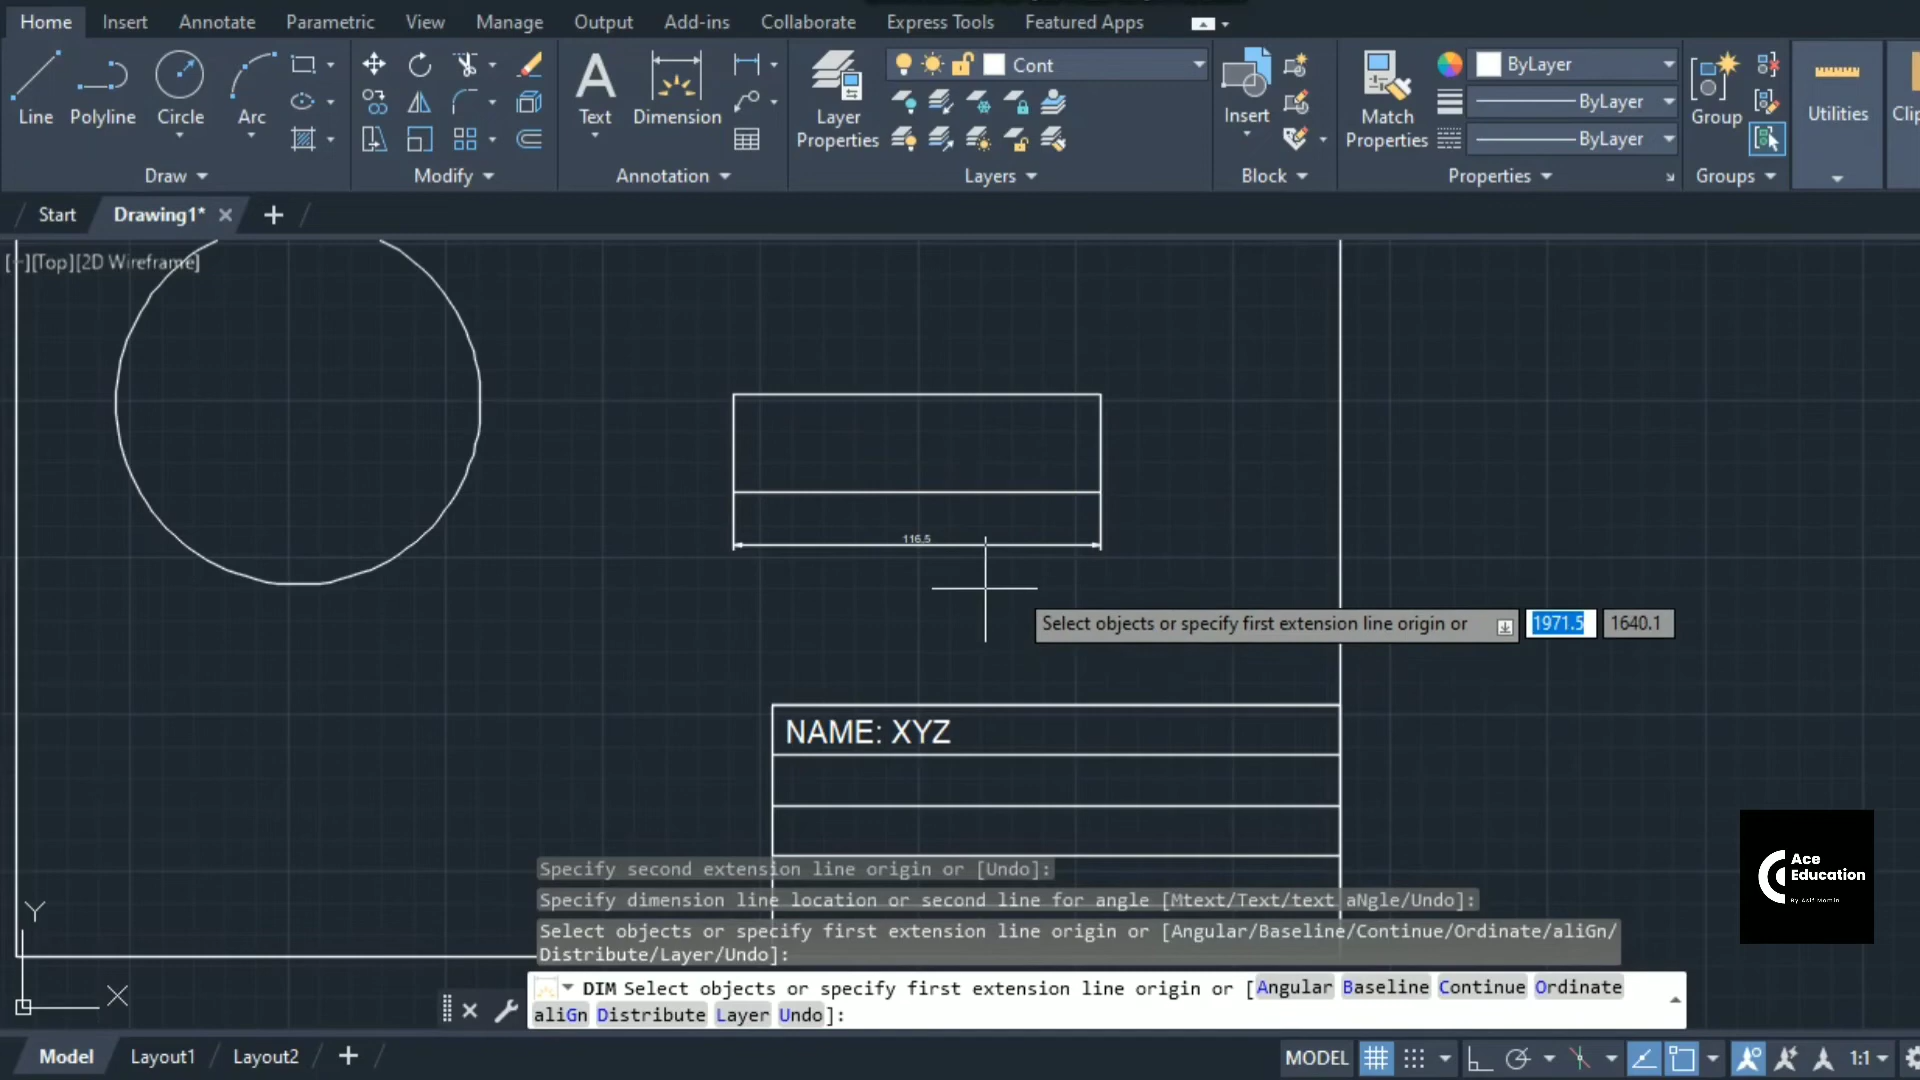 Home Insert Annotate Parametric View Manage Output Add-ins Collaborate Express Tools Featured Apps
Line Polyline Circle Arc
Text Dimension
Layer Properties
Cont
Insert
Match Properties
ByLayer
ByLayer
ByLayer
Group
Utilities
Draw Modify Annotation Layers Block Properties Groups
Start Drawing1*
[−][Top][2D Wireframe]
116.5
Select objects or specify first extension line origin or 1971.5 1640.1
NAME: XYZ
Ace
Education
By Asif Momin
Specify second extension line origin or [Undo]:
Specify dimension line location or second line for angle [Mtext/Text/text aNgle/Undo]:
Select objects or specify first extension line origin or [Angular/Baseline/Continue/Ordinate/aliGn/
Distribute/Layer/Undo]:
DIM Select objects or specify first extension line origin or [Angular Baseline Continue Ordinate
aliGn Distribute Layer Undo]:
Y
X
Model Layout1 Layout2
MODEL 1:1